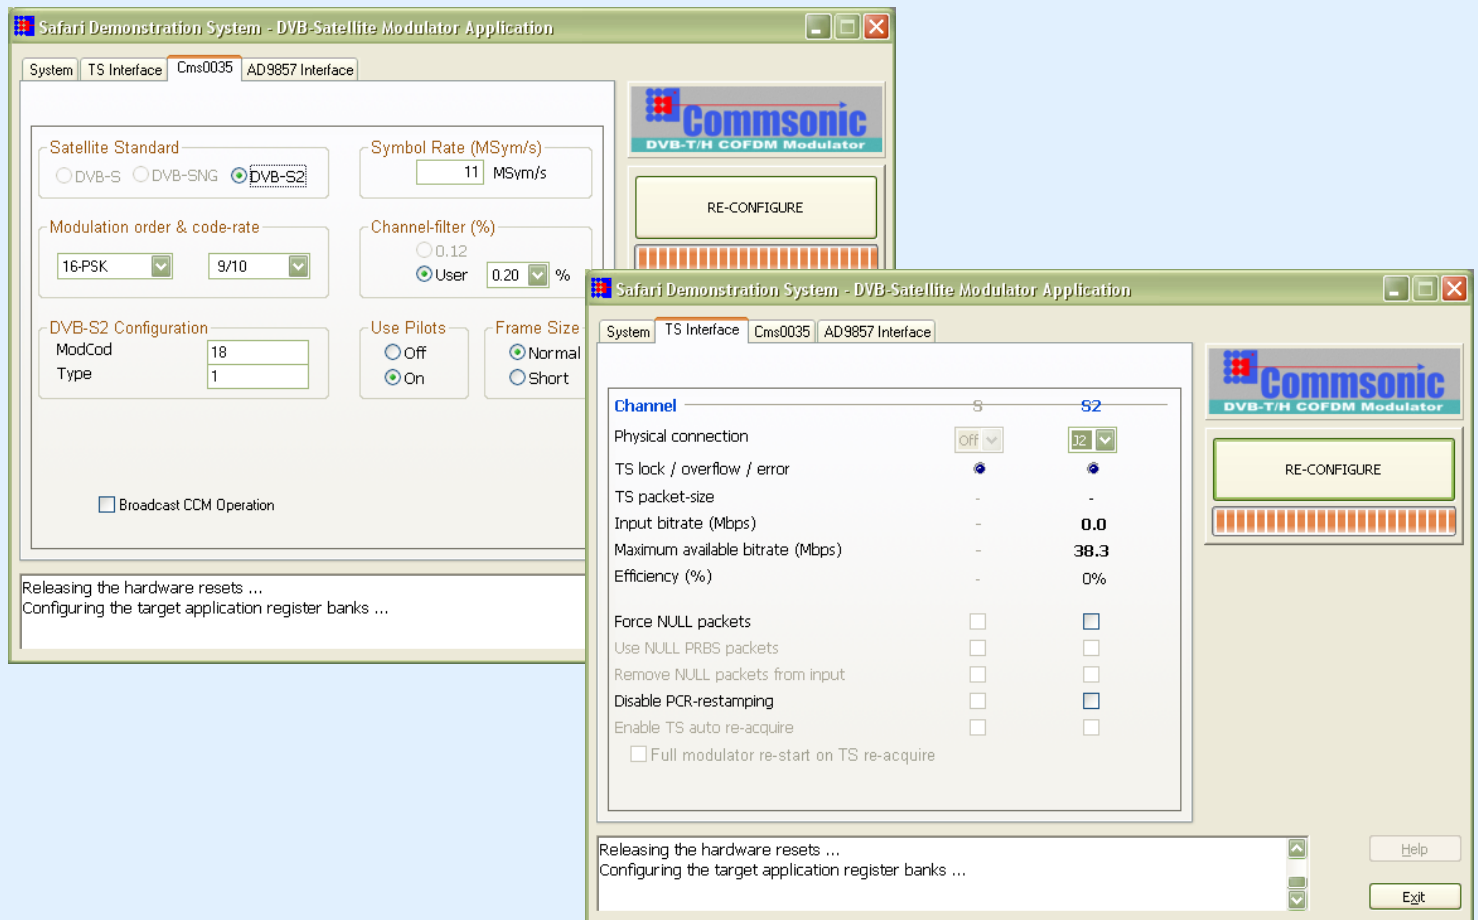 Safari Demonstration System - DVB-Satellite Modulator Application
System TS Interface Cms0035 AD9857 Interface
Commsonic
DVB-T/H COFDM Modulator
Satellite Standard
DVB-S DVB-SNG DVB-S2
Symbol Rate (MSym/s)
11 MSym/s
RE-CONFIGURE
Modulation order & code-rate
16-PSK 9/10
Channel-filter (%)
0.12
User 0.20 %
DVB-S2 Configuration
ModCod 18
Type 1
Use Pilots
Off
On
Frame Size
Normal
Short
Broadcast CCM Operation
Releasing the hardware resets ...
Configuring the target application register banks ...
Safari Demonstration System - DVB-Satellite Modulator Application
System TS Interface Cms0035 AD9857 Interface
Commsonic
DVB-T/H COFDM Modulator
RE-CONFIGURE
Channel S S2
Physical connection Off J2
TS lock / overflow / error
TS packet-size - -
Input bitrate (Mbps) - 0.0
Maximum available bitrate (Mbps) - 38.3
Efficiency (%) - 0%
Force NULL packets
Use NULL PRBS packets
Remove NULL packets from input
Disable PCR-restamping
Enable TS auto re-acquire
Full modulator re-start on TS re-acquire
Releasing the hardware resets ...
Configuring the target application register banks ...
Help
Exit